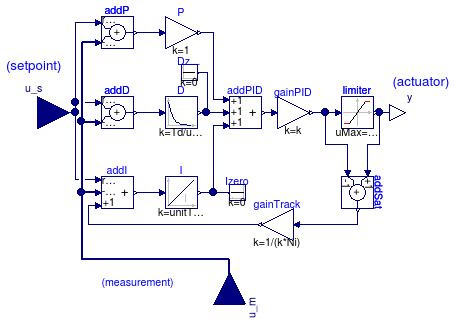 addP
P
...
...
k=1
(setpoint)
u_s
Dz
k=0
addD
D
...
...
k=Td/u...
addPID
+1
+1
+1
gainPID
k=k
limiter
uMax=...
(actuator)
y
addI
r...
-...
+
+1
I
k=unitT...
Izero
k=0
addSat
gainTrack
k=1/(k*Ni)
(measurement)
u_m